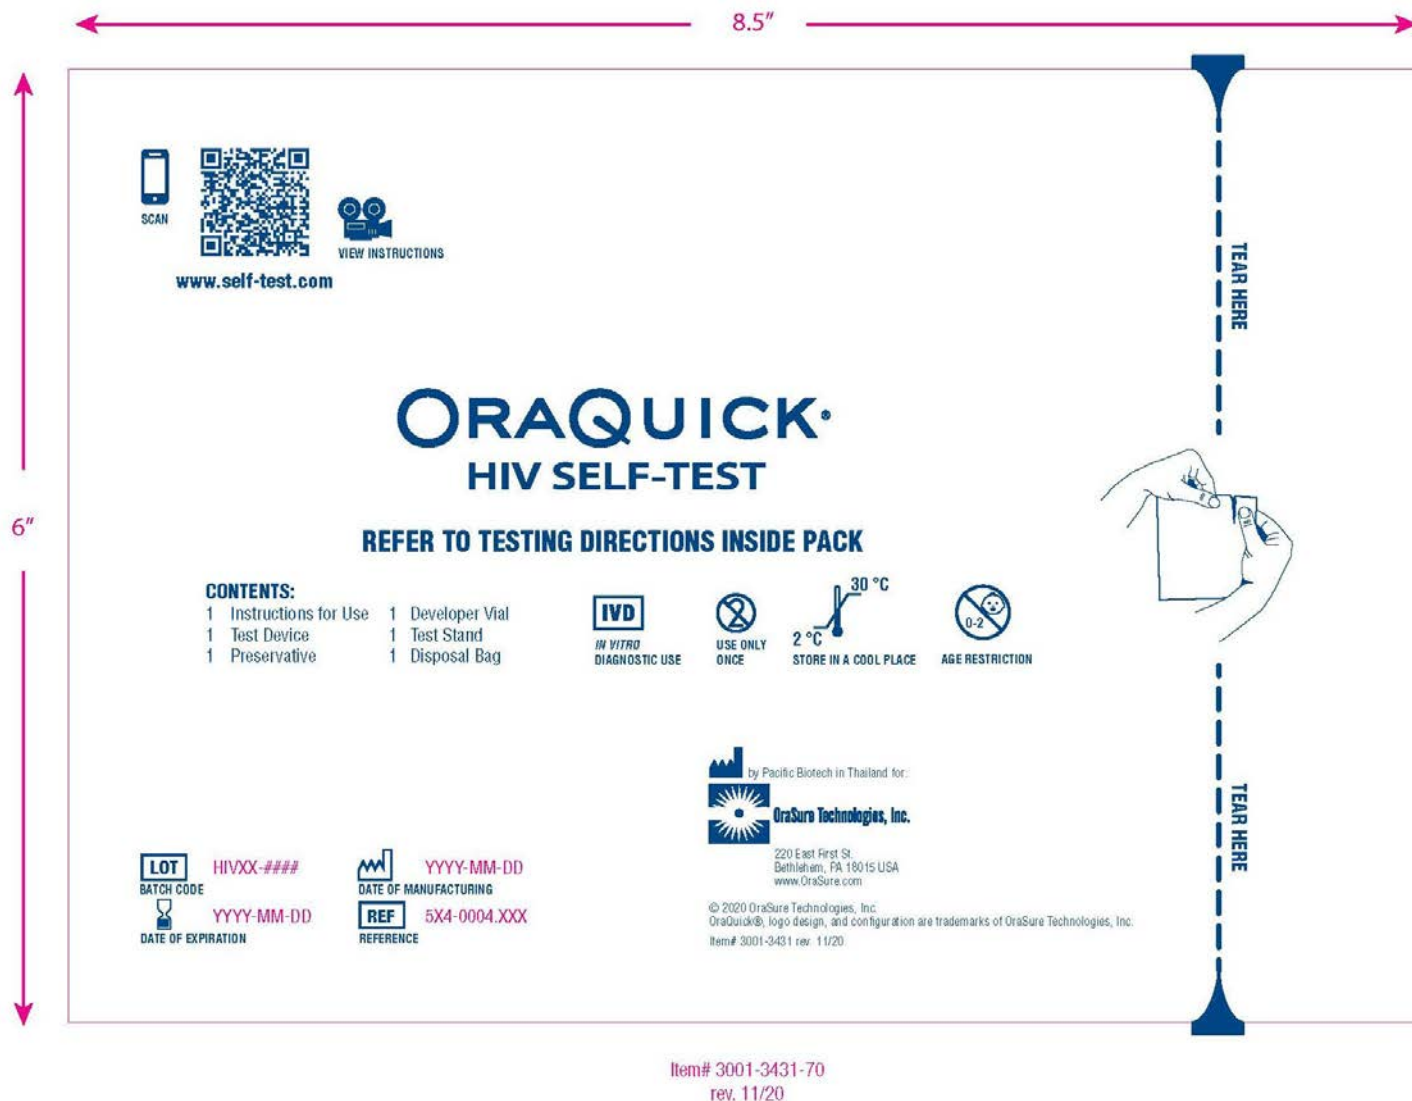 8.5"
6"
SCAN
VIEW INSTRUCTIONS
www.self-test.com
TEAR HERE
ORAQUICK®
HIV SELF-TEST
REFER TO TESTING DIRECTIONS INSIDE PACK
CONTENTS:
1 Instructions for Use 1 Developer Vial
1 Test Device 1 Test Stand
1 Preservative 1 Disposal Bag
IVD
IN VITRO
DIAGNOSTIC USE
2
USE ONLY
ONCE
30 °C
2 °C
STORE IN A COOL PLACE
0-2
AGE RESTRICTION
TEAR HERE
by Pacific Biotech in Thailand for:
OraSure Technologies, Inc.
220 East First St.
Bethlehem, PA 18015 USA
www.OraSure.com
LOT HIVXX-####
BATCH CODE
YYYY-MM-DD
DATE OF MANUFACTURING
YYYY-MM-DD
DATE OF EXPIRATION
REF 5X4-0004.XXX
REFERENCE
© 2020 OraSure Technologies, Inc.
OraQuick®, logo design, and configuration are trademarks of OraSure Technologies, Inc.
Item# 3001-3431 rev. 11/20
Item# 3001-3431-70
rev. 11/20